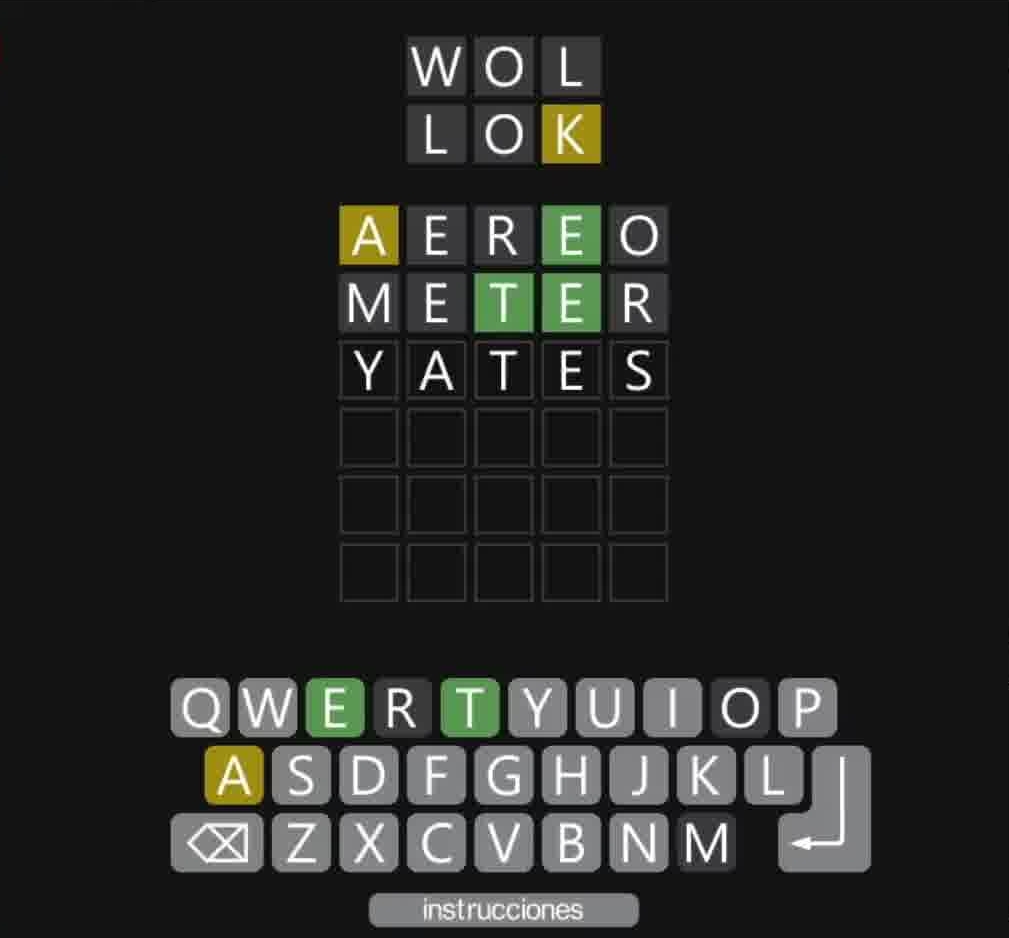 WOL
LOK
AEREO
METER
YATES
QWERTYUIOP
ASDFGHJKL
ZXCVBNM
instrucciones